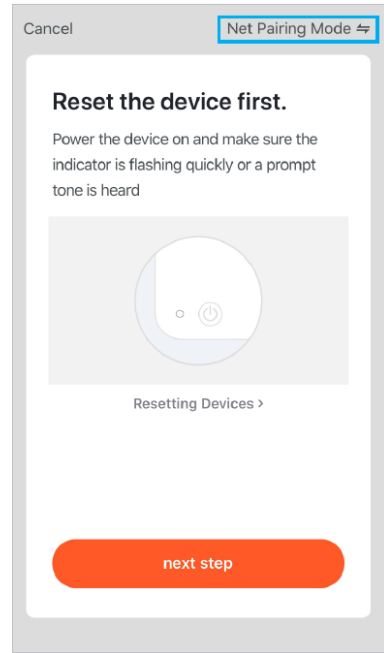 Cancel
Net Pairing Mode ⇋
Reset the device first.
Power the device on and make sure the
indicator is flashing quickly or a prompt
tone is heard
Resetting Devices >
next step